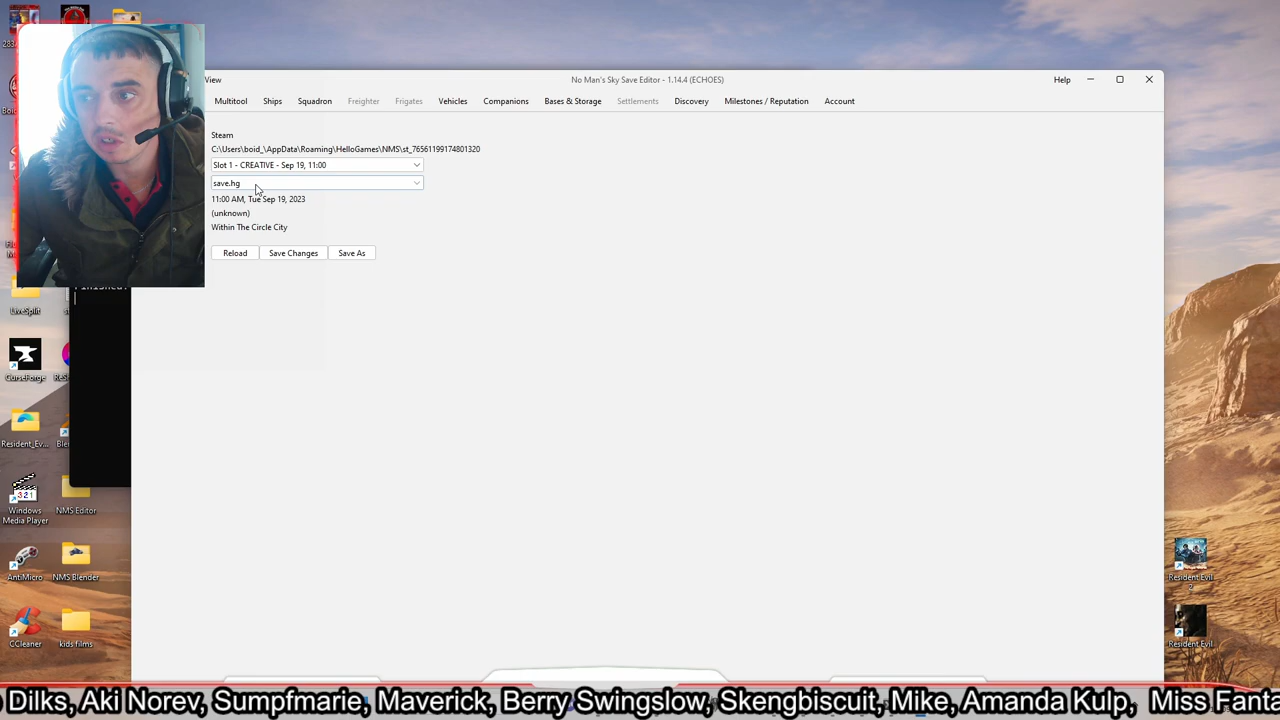 View
No Man's Sky Save Editor - 1.14.4 (ECHOES)
Help
Multitool Ships Squadron Freighter Frigates Vehicles Companions Bases & Storage Settlements Discovery Milestones / Reputation Account
Steam
C:\Users\boid_\AppData\Roaming\HelloGames\NMS\st_76561199174801320
Slot 1 - CREATIVE - Sep 19, 11:00
save.hg
11:00 AM, Tue Sep 19, 2023
(unknown)
Within The Circle City
Reload Save Changes Save As
Finished.
LiveSplit
CurseForge
Resident_Ev...
Windows
Media Player
NMS Editor
AntiMicro
NMS Blender
CCleaner
kids films
Resident Evil
2
Resident Evil
Dilks, Aki Norev, Sumpfmarie, Maverick, Berry Swingslow, Skengbiscuit, Mike, Amanda Kulp, Miss Fanta